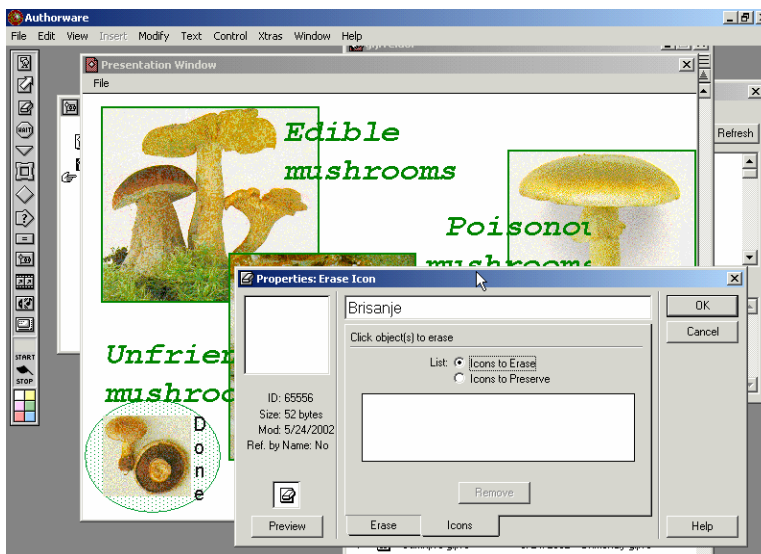 Authorware
File Edit View Insert Modify Text Control Xtras Window Help
Presentation Window
File
Refresh
Edible
mushrooms
WAIT
Poisonou
mushrooms
Properties: Erase Icon
Brisanje
OK
Click object(s) to erase
Cancel
List: Icons to Erase
Icons to Preserve
Unfrien
mushroo
START
STOP
ID: 65556
Size: 52 bytes
Mod: 5/24/2002
Ref. by Name: No
Done
Remove
Preview
Erase Icons
Help